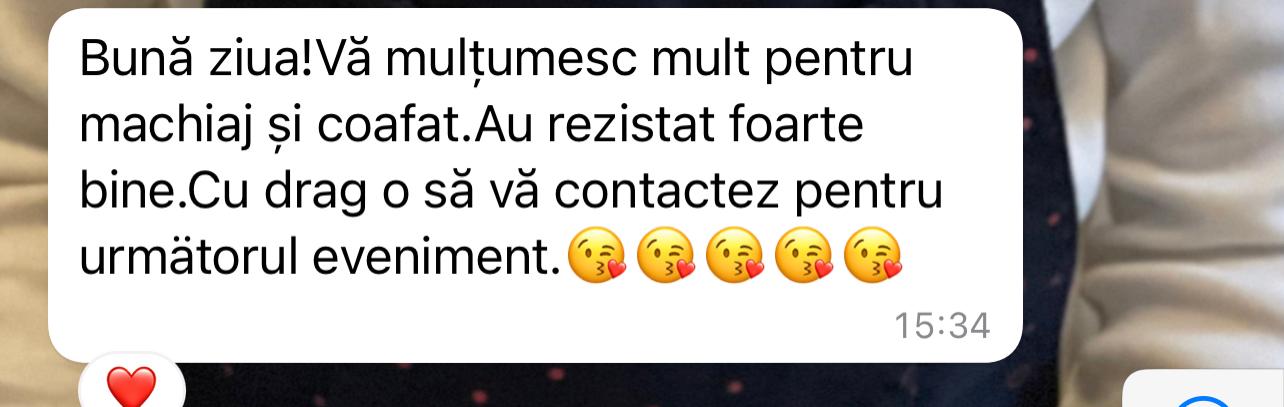 Bună ziua!Vă mulțumesc mult pentru
machiaj și coafat.Au rezistat foarte
bine.Cu drag o să vă contactez pentru
următorul eveniment.😘😘😘😘😘
15:34
❤️